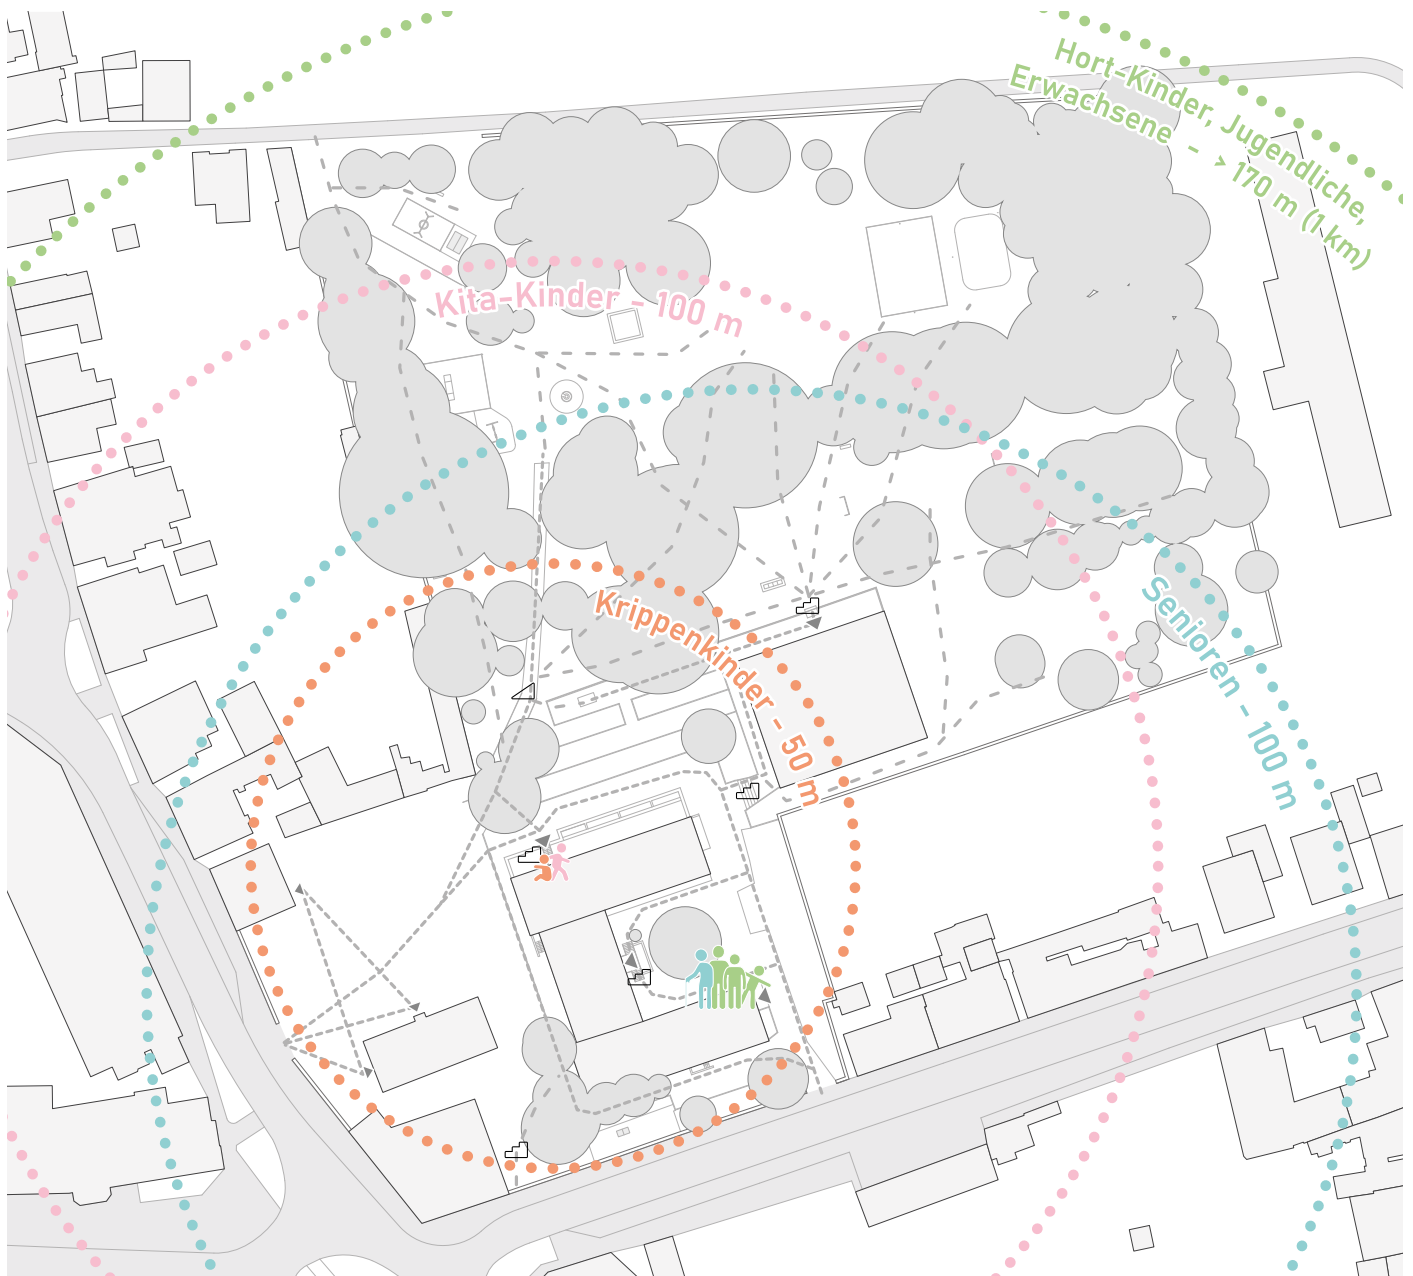 Hort-Kinder, Jugendliche,
Erwachsene - > 170 m (1 km)
Kita-Kinder - 100 m
Krippenkinder - 50 m
Senioren - 100 m